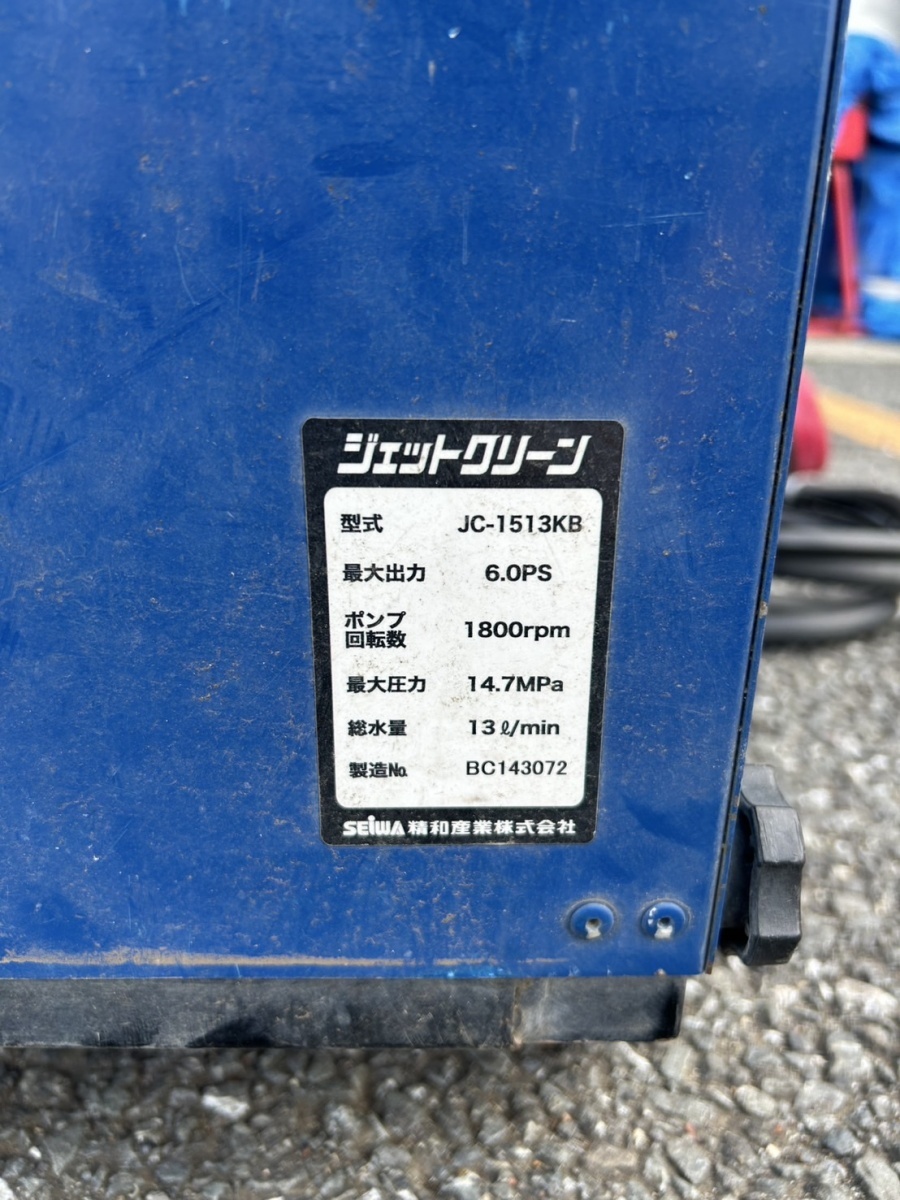 ジェットクリーン
型式 JC-1513KB
最大出力 6.0PS
ポンプ
回転数 1800rpm
最大圧力 14.7MPa
総水量 13ℓ/min
製造№ BC143072
SEIWA 精和産業株式会社